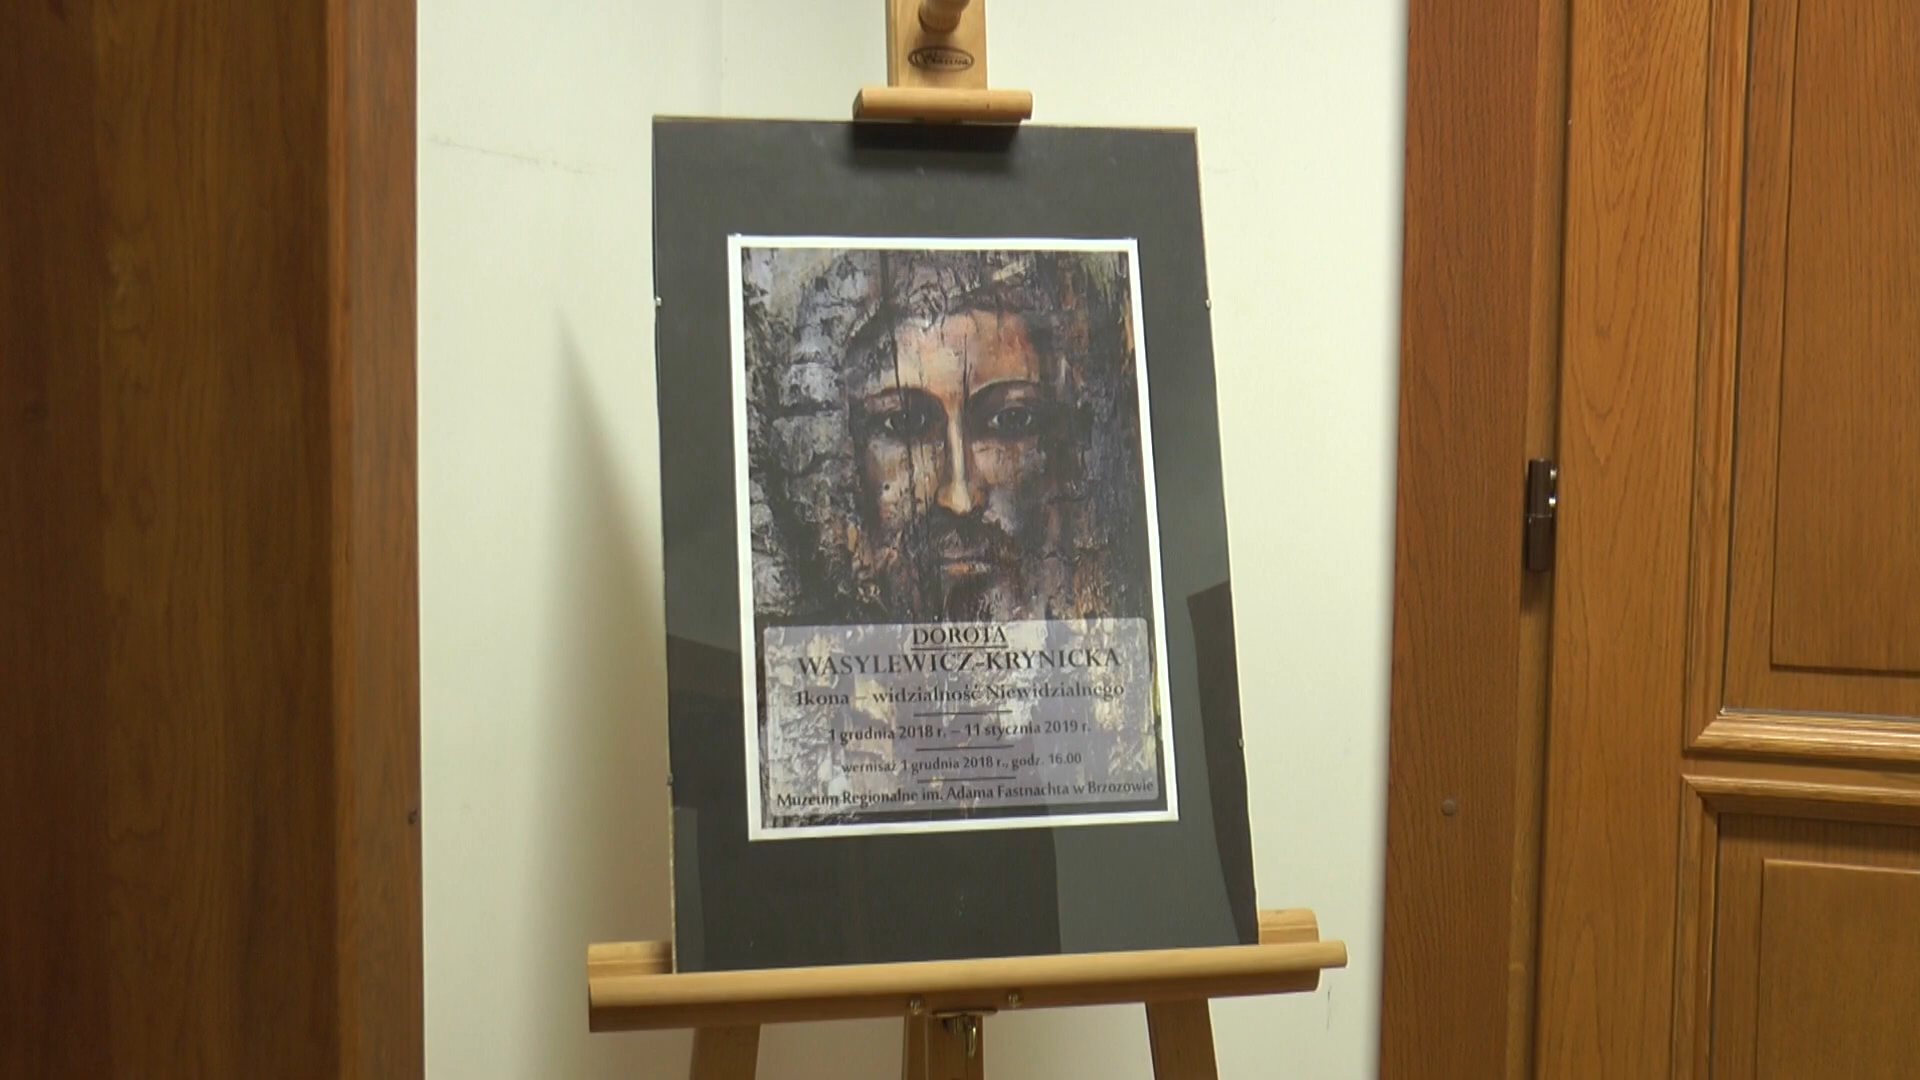 DOROTA
WASYLEWICZ-KRYNICKA
Ikona – widzialność Niewidzialnego
1 grudnia 2018 r. – 11 stycznia 2019 r.
wernisaż 1 grudnia 2018 r., godz. 16.00
Muzeum Regionalne im. Adama Fastnachta w Brzozowie